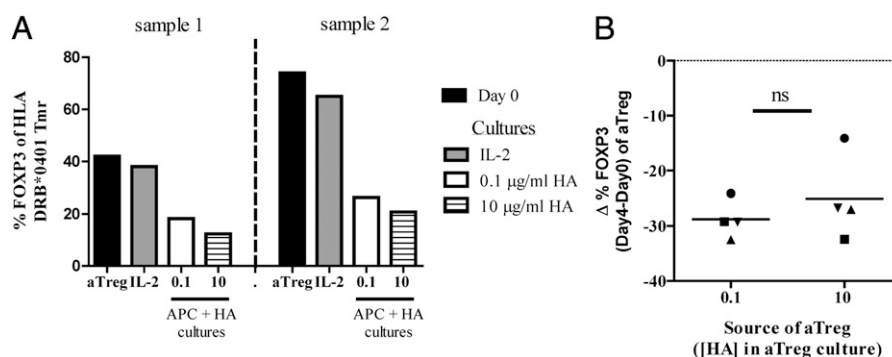 A
sample 1
sample 2
% FOXP3 of HLA
DRB*0401 Tmr
80
60
40
20
0
aTreg IL-2 0.1 10 . aTreg IL-2 0.1 10
APC + HA
cultures
APC + HA
cultures
Day 0
Cultures
IL-2
0.1 µg/ml HA
10 µg/ml HA
B
Δ % FOXP3
(Day4-Day0) of aTreg
0
-10
-20
-30
-40
ns
0.1 10
Source of aTreg
([HA] in aTreg culture)